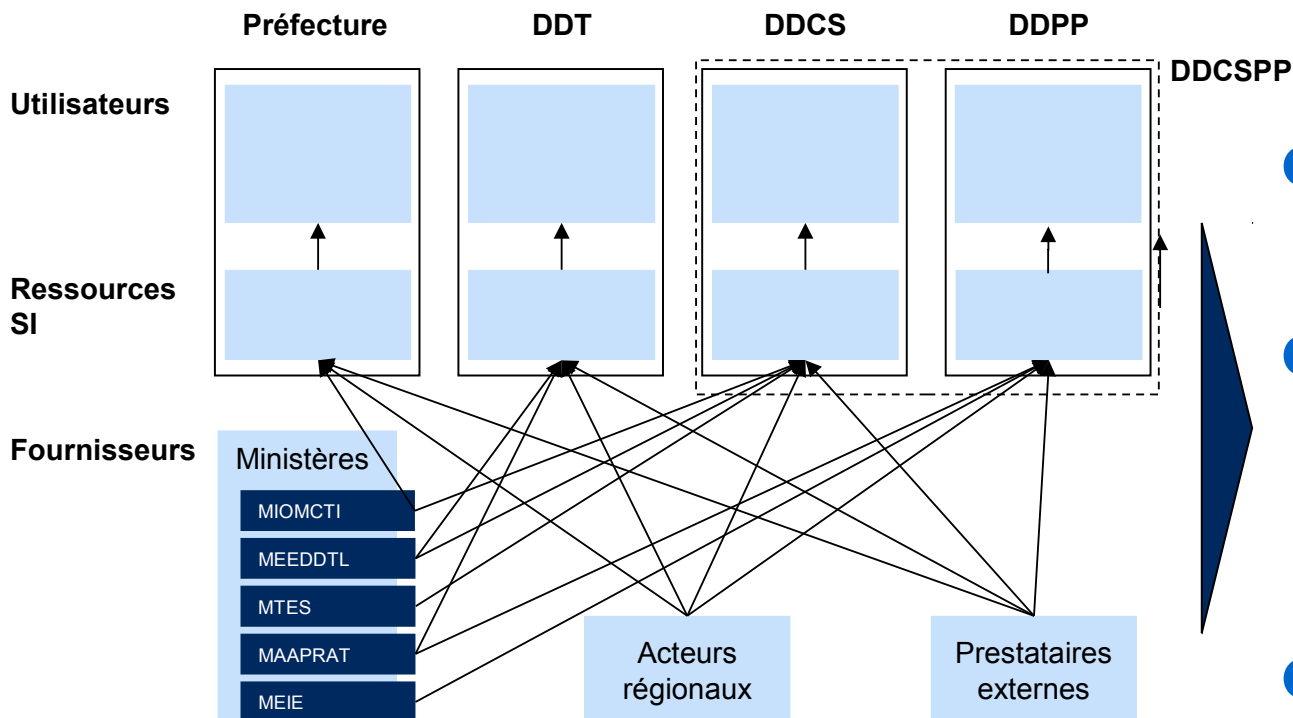 Préfecture
DDT
DDCS
DDPP
DDCSPP
Utilisateurs
Ressources
SI
Fournisseurs
Ministères
MIOMCTI
MEEDDTL
MTES
MAAPRAT
MEIE
Acteurs
régionaux
Prestataires
externes